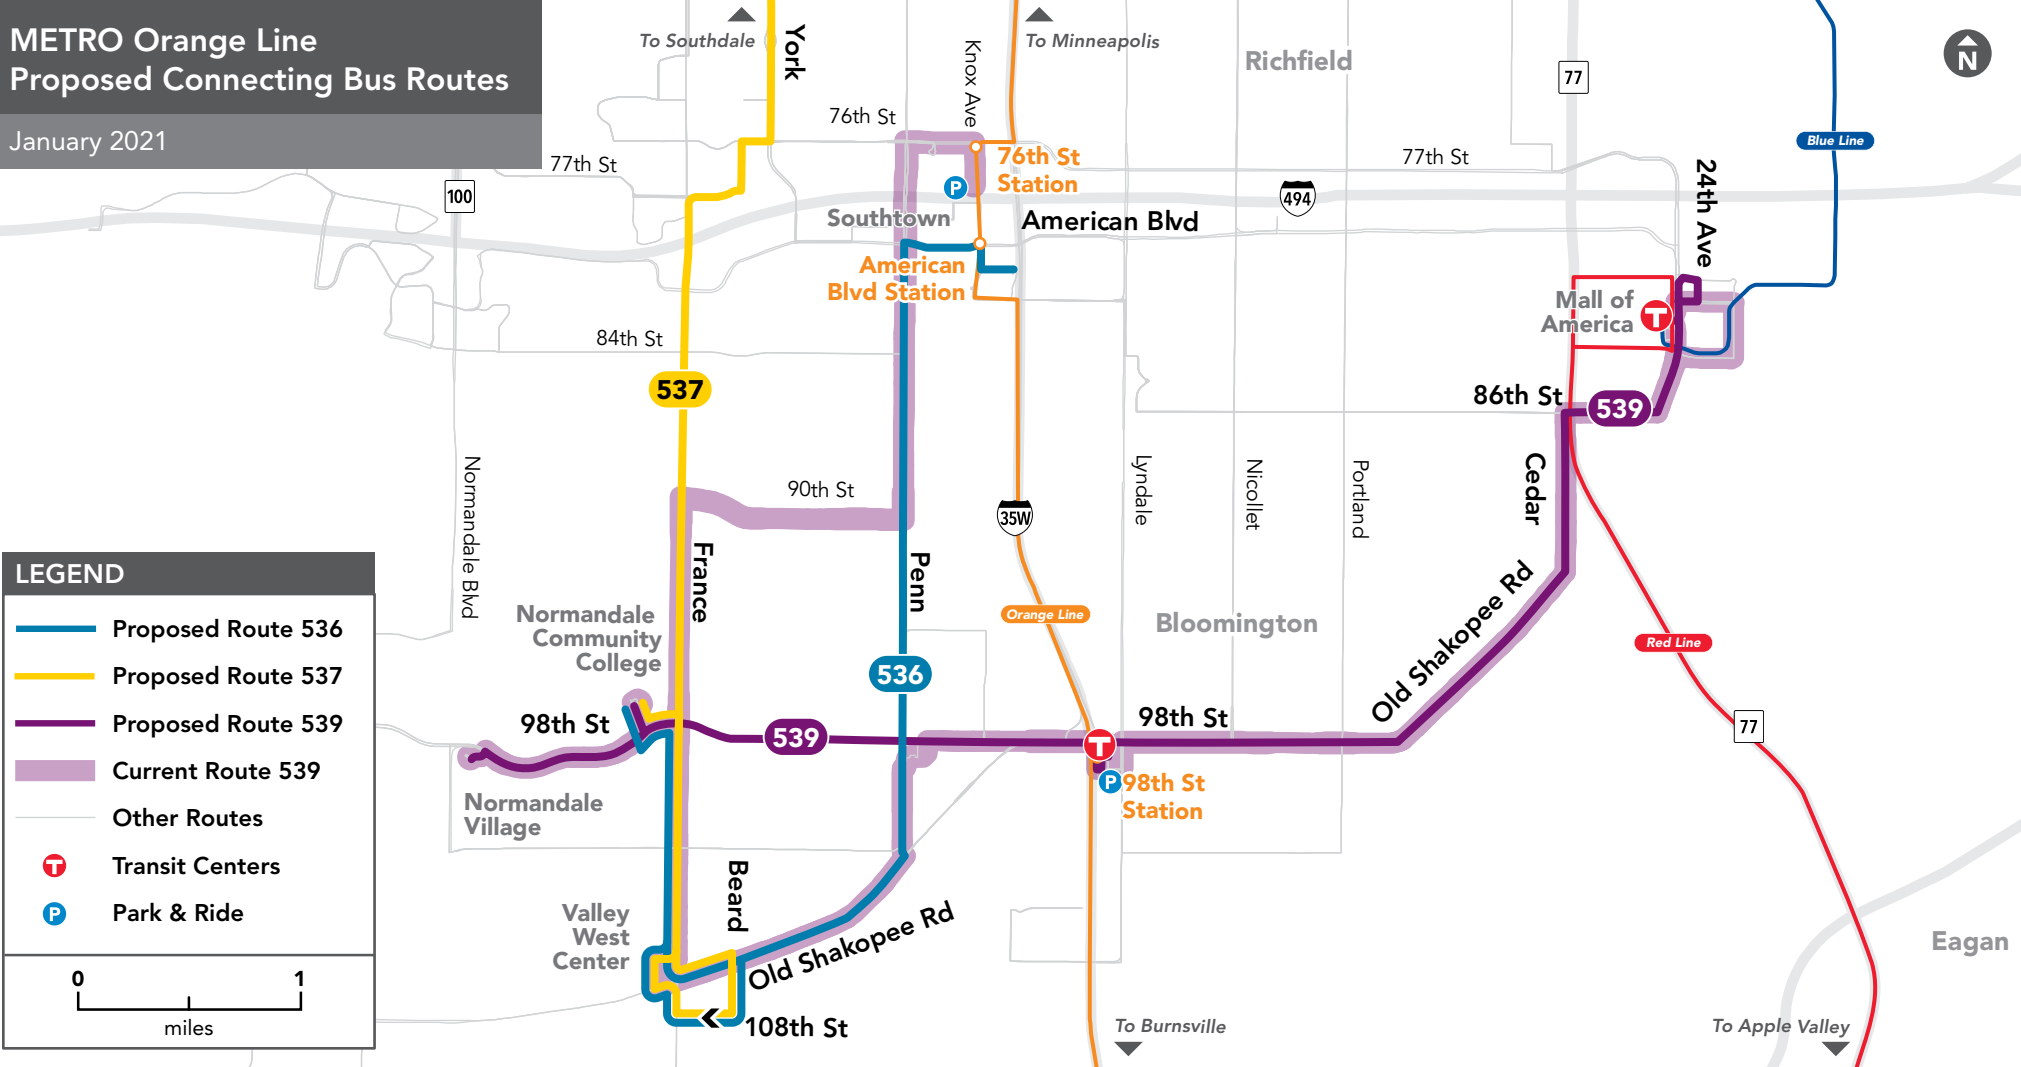 METRO Orange Line
Proposed Connecting Bus Routes
January 2021
To Southdale
York
Knox Ave
To Minneapolis
Richfield
77
N
76th St
77th St
76th St
Station
P
77th St
Blue Line
100
494
24th Ave
Southtown
American Blvd
American
Blvd Station
Mall of
America
T
84th St
537
86th St
539
Normandale Blvd
90th St
35W
Lyndale
Nicollet
Portland
Cedar
France
Penn
Normandale
Community
College
Orange Line
Bloomington
Old Shakopee Rd
Red Line
536
98th St
539
98th St
T
77
P
98th St
Station
Normandale
Village
Beard
Valley
West
Center
Old Shakopee Rd
108th St
Eagan
To Burnsville
To Apple Valley
LEGEND
Proposed Route 536
Proposed Route 537
Proposed Route 539
Current Route 539
Other Routes
T Transit Centers
P Park & Ride
0 1
miles